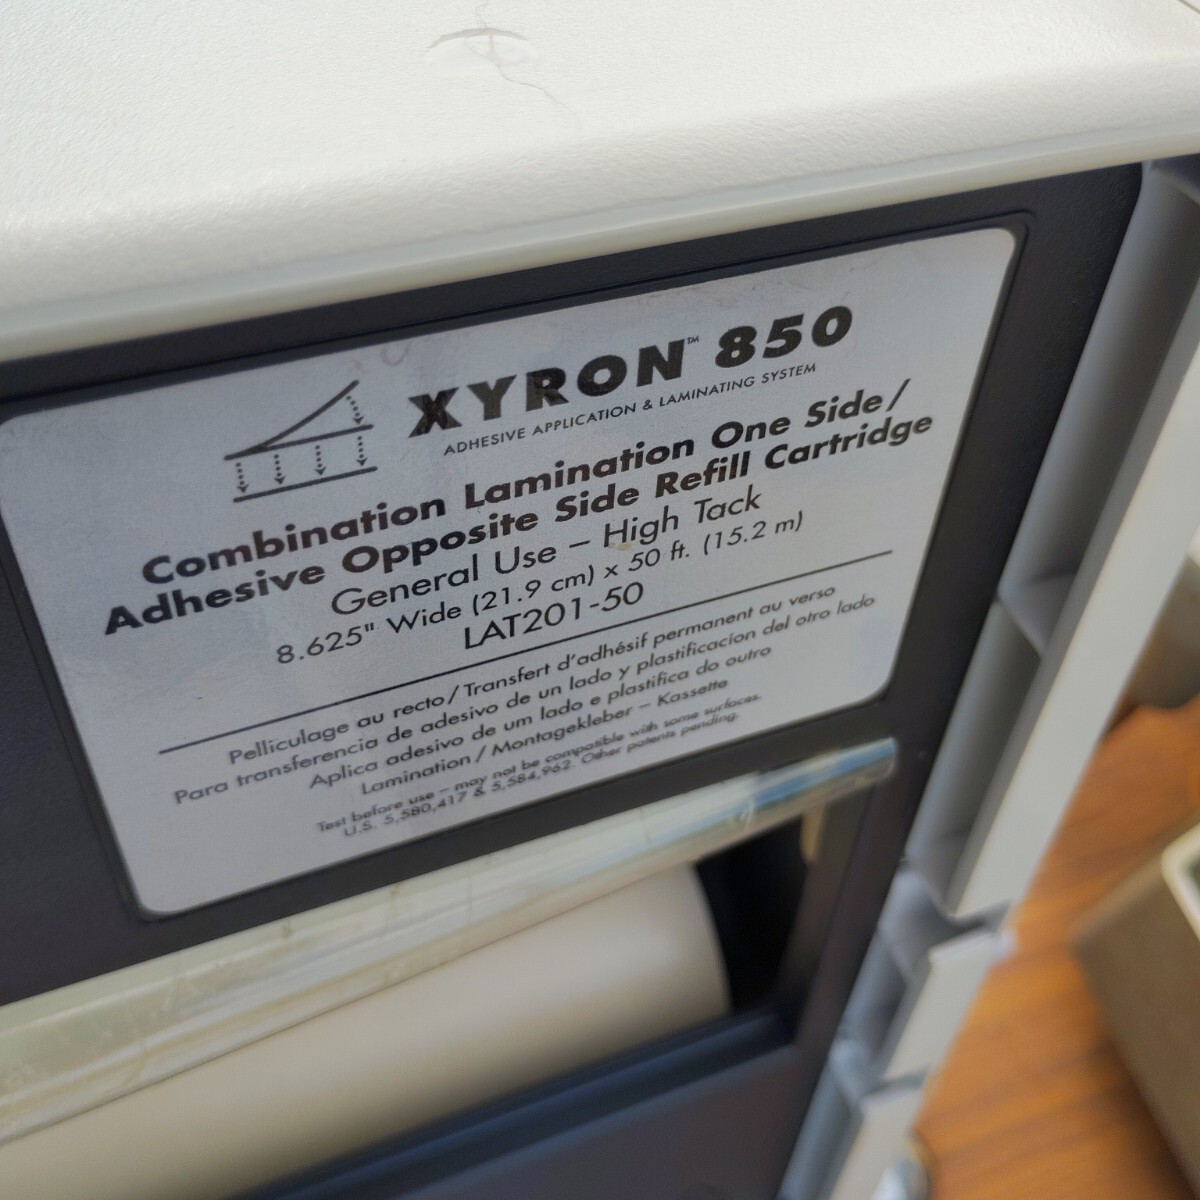 XYRON™ 850
ADHESIVE APPLICATION & LAMINATING SYSTEM
Combination Lamination One Side/
Adhesive Opposite Side Refill Cartridge
General Use – High Tack
8.625" Wide (21.9 cm) x 50 ft. (15.2 m)
LAT201-50
Pelliculage au recto/Transfert d'adhésif permanent au verso
Para transferencia de adesivo de un lado y plastificacíon del otro lado
Aplica adesivo de um lado e plastifica do outro
Lamination / Montagekleber – Kassette
Test before use – may not be compatible with some surfaces.
U.S. 5,580,417 & 5,584,962. Other patents pending.